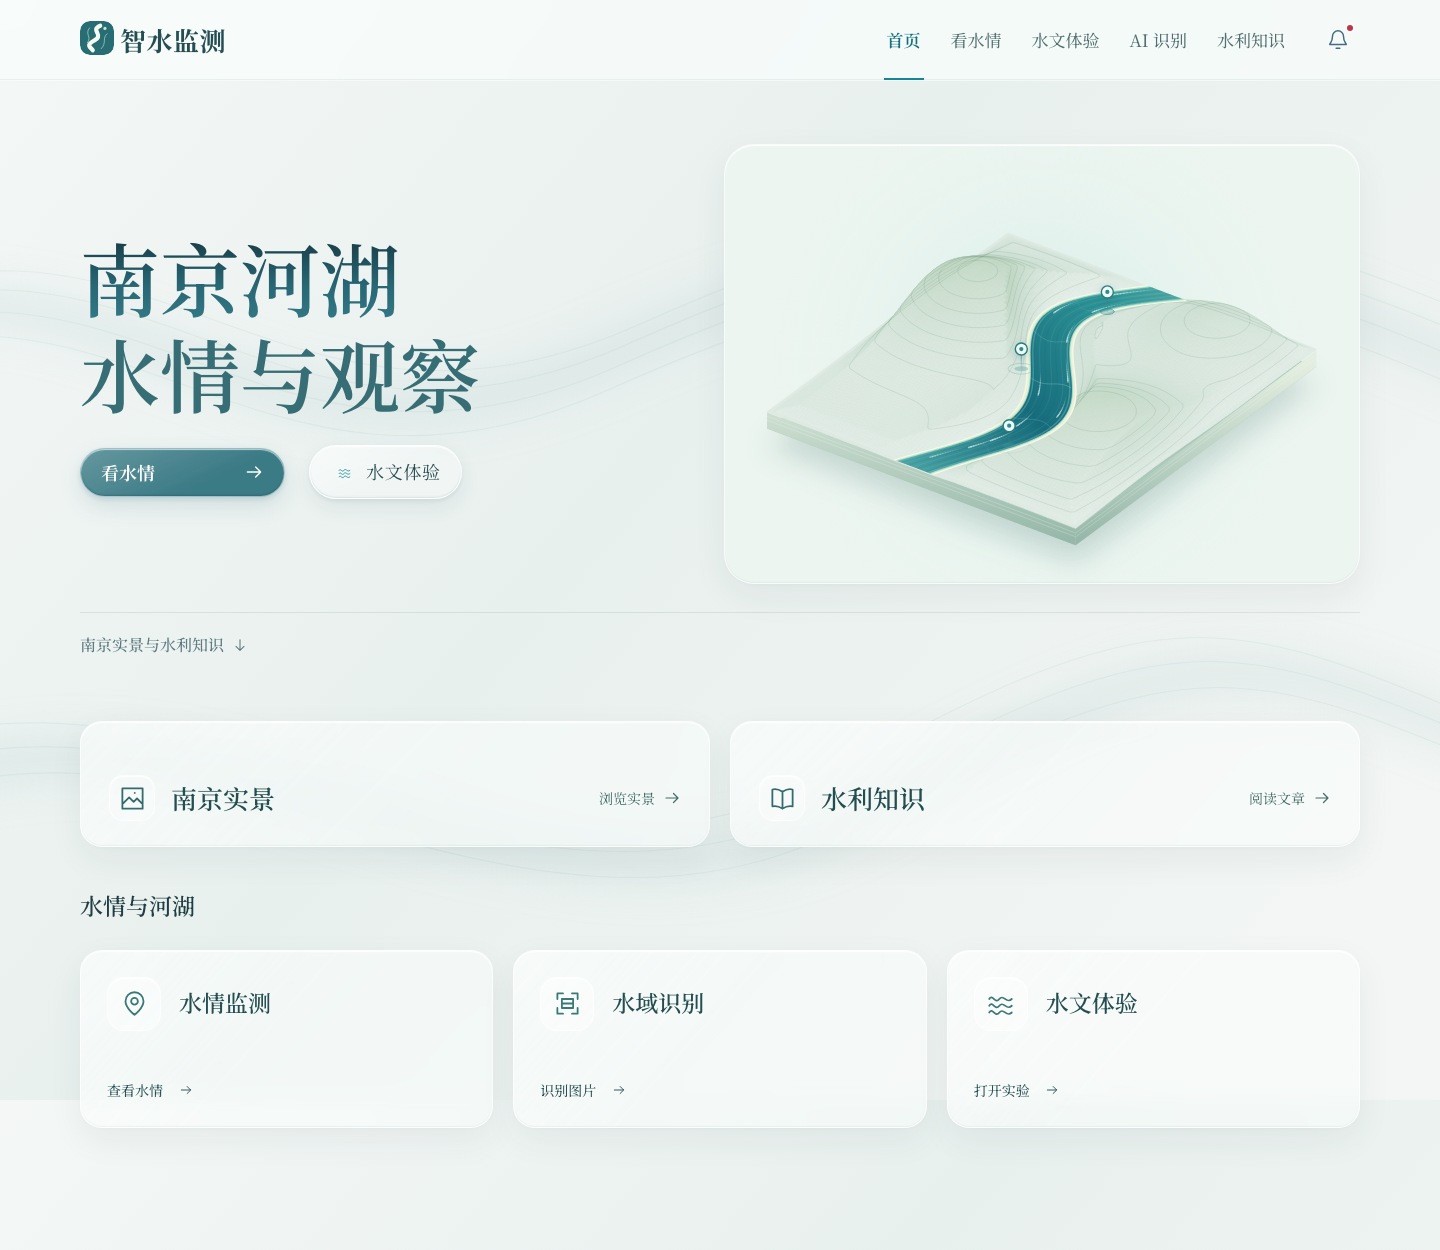 智水监测
首页 看水情 水文体验 AI 识别 水利知识
南京河湖
水情与观察
看水情
水文体验
南京实景与水利知识
南京实景
浏览实景
水利知识
阅读文章
水情与河湖
水情监测
查看水情
水域识别
识别图片
水文体验
打开实验